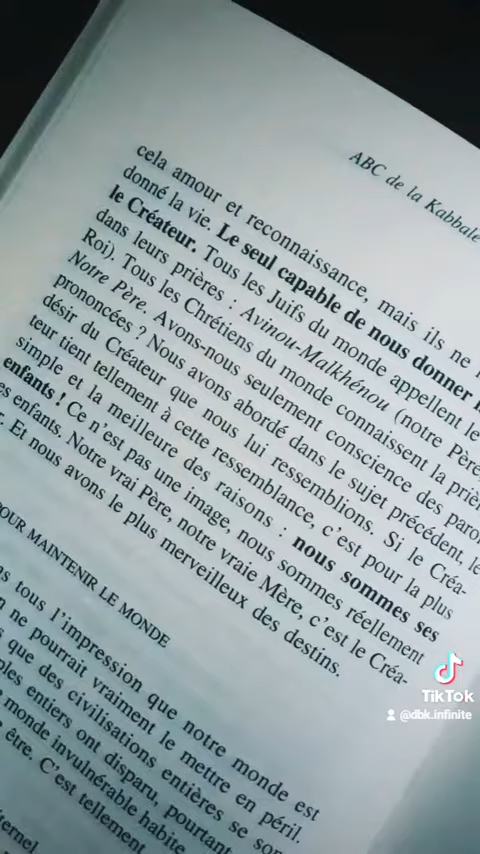 ABC de la Kabbale
cela amour et reconnaissance, mais ils ne
donné la vie. Le seul capable de nous donner
le Créateur. Tous les Juifs du monde appellent le
dans leurs prières : Avinou-Malkhénou (notre Père,
Roi). Tous les Chrétiens du monde connaissent la
Notre Père. Avons-nous seulement conscience des
prononcées ? Nous avons abordé dans le sujet précédent, le
désir du Créateur que nous lui ressemblions. Si le Créa-
teur tient tellement à cette ressemblance, c'est pour la plus
simple et la meilleure des raisons : nous sommes ses
enfants ! Ce n'est pas une image, nous sommes réellement
enfants. Notre vrai Père, notre vraie Mère, c'est le Créa-
Et nous avons le plus merveilleux des destins.
POUR MAINTENIR LE MONDE
tous l'impression que notre monde est
ne pourrait vraiment le mettre en péril.
que des civilisations entières se
entiers ont disparu, pourtant
monde invulnérable habite
être. C'est tellement
TikTok
@dbk.infinite